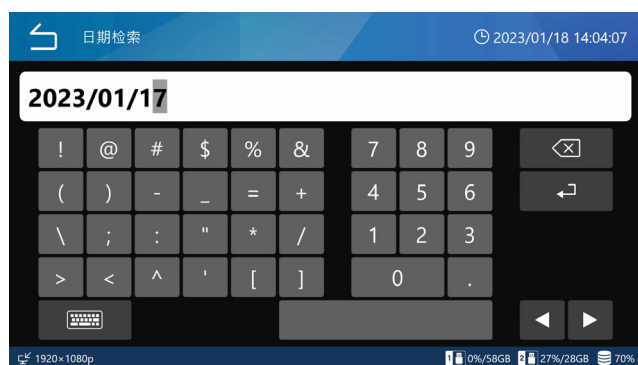 日期检索 2023/01/18 14:04:07
2023/01/17
! @ # $ % & 7 8 9
( ) - _ = + 4 5 6
\ ; : " * / 1 2 3
> < ^ ' [ ] 0 .
1920×1080p 1 0%/58GB 2 27%/28GB 70%